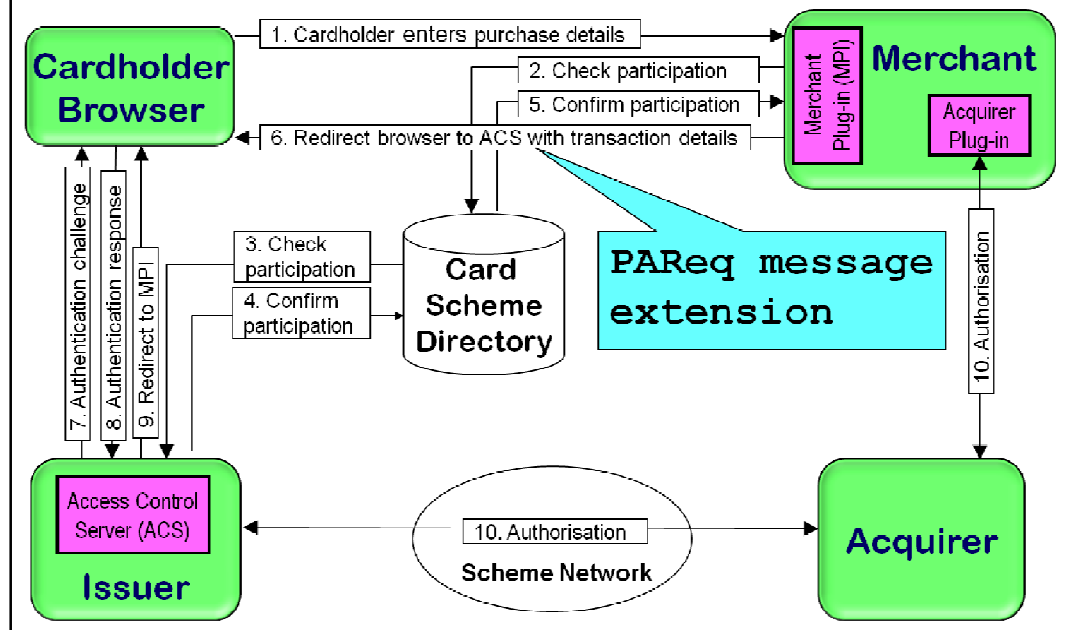 Cardholder
Browser
1. Cardholder enters purchase details
2. Check participation
5. Confirm participation
6. Redirect browser to ACS with transaction details
Merchant
Plug-in (MPI)
Merchant
Acquirer
Plug-in
3. Check
participation
4. Confirm
participation
Card
Scheme
Directory
PAReq message
extension
10. Authorisation
7. Authentication challenge
8. Authentication response
9. Redirect to MPI
Access Control
Server (ACS)
Issuer
10. Authorisation
Scheme Network
Acquirer